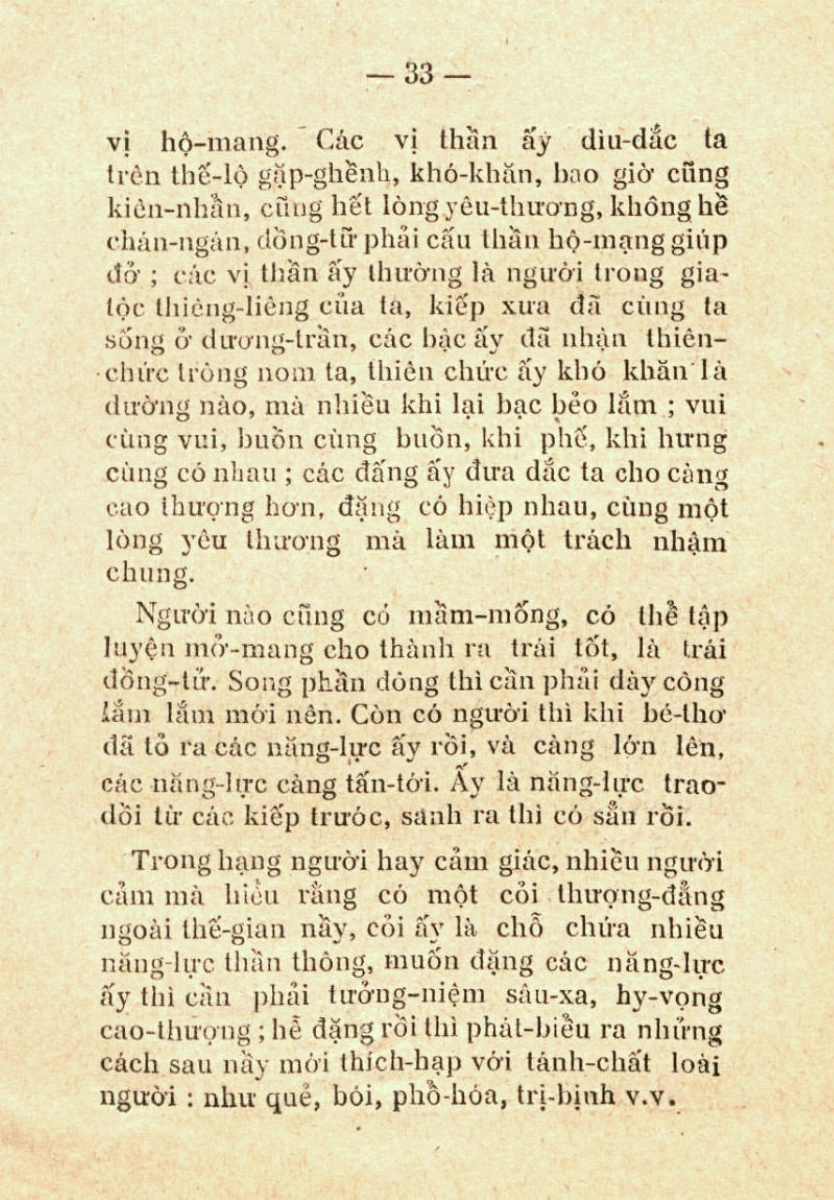 — 33 —
vị hộ-mang. Các vị thần ấy dìu-dắc ta
trên thế-lộ gặp-ghềnh, khó-khăn, bao giờ cũng
kiên-nhẫn, cũng hết lòng yêu-thương, không hề
chán-ngán, đồng-tữ phải cấu thần hộ-mạng giúp
đở ; các vị thần ấy thường là người trong gia-
tộc thiêng-liêng của ta, kiếp xưa đã cùng ta
sống ở dương-trần, các bậc ấy đã nhận thiên-
chức tròng nom ta, thiên chức ấy khó khăn là
dường nào, mà nhiều khi lại bạc bẻo lắm ; vui
cùng vui, buồn cùng buồn, khi phế, khi hưng
cùng có nhau ; các đấng ấy đưa dắc ta cho càng
cao thượng hơn, đặng có hiệp nhau, cùng một
lòng yêu thương mà làm một trách nhậm
chung.
Người nào cũng có mầm-mống, có thể tập
luyện mở-mang cho thành ra trái tốt, là trái
đồng-tử. Song phần đông thì cần phải dày công
lắm lắm mới nên. Còn có người thì khi bé-thơ
đã tỏ ra các năng-lực ấy rồi, và càng lớn lên,
các năng-lực càng tấn-tới. Ấy là năng-lực trao-
dồi từ các kiếp trước, sanh ra thì có sẳn rồi.
Trong hạng người hay cảm giác, nhiều người
cảm mà hiểu rằng có một cỏi thượng-đẳng
ngoài thế-gian nầy, cỏi ấy là chỗ chứa nhiều
năng-lực thần thông, muốn đặng các năng-lực
ấy thì cần phải tưởng-niệm sâu-xa, hy-vọng
cao-thượng ; hễ đặng rồi thì phát-biểu ra những
cách sau nầy mới thích-hạp với tánh-chất loài
người : như quẻ, bói, phổ-hóa, trị-bịnh v.v.